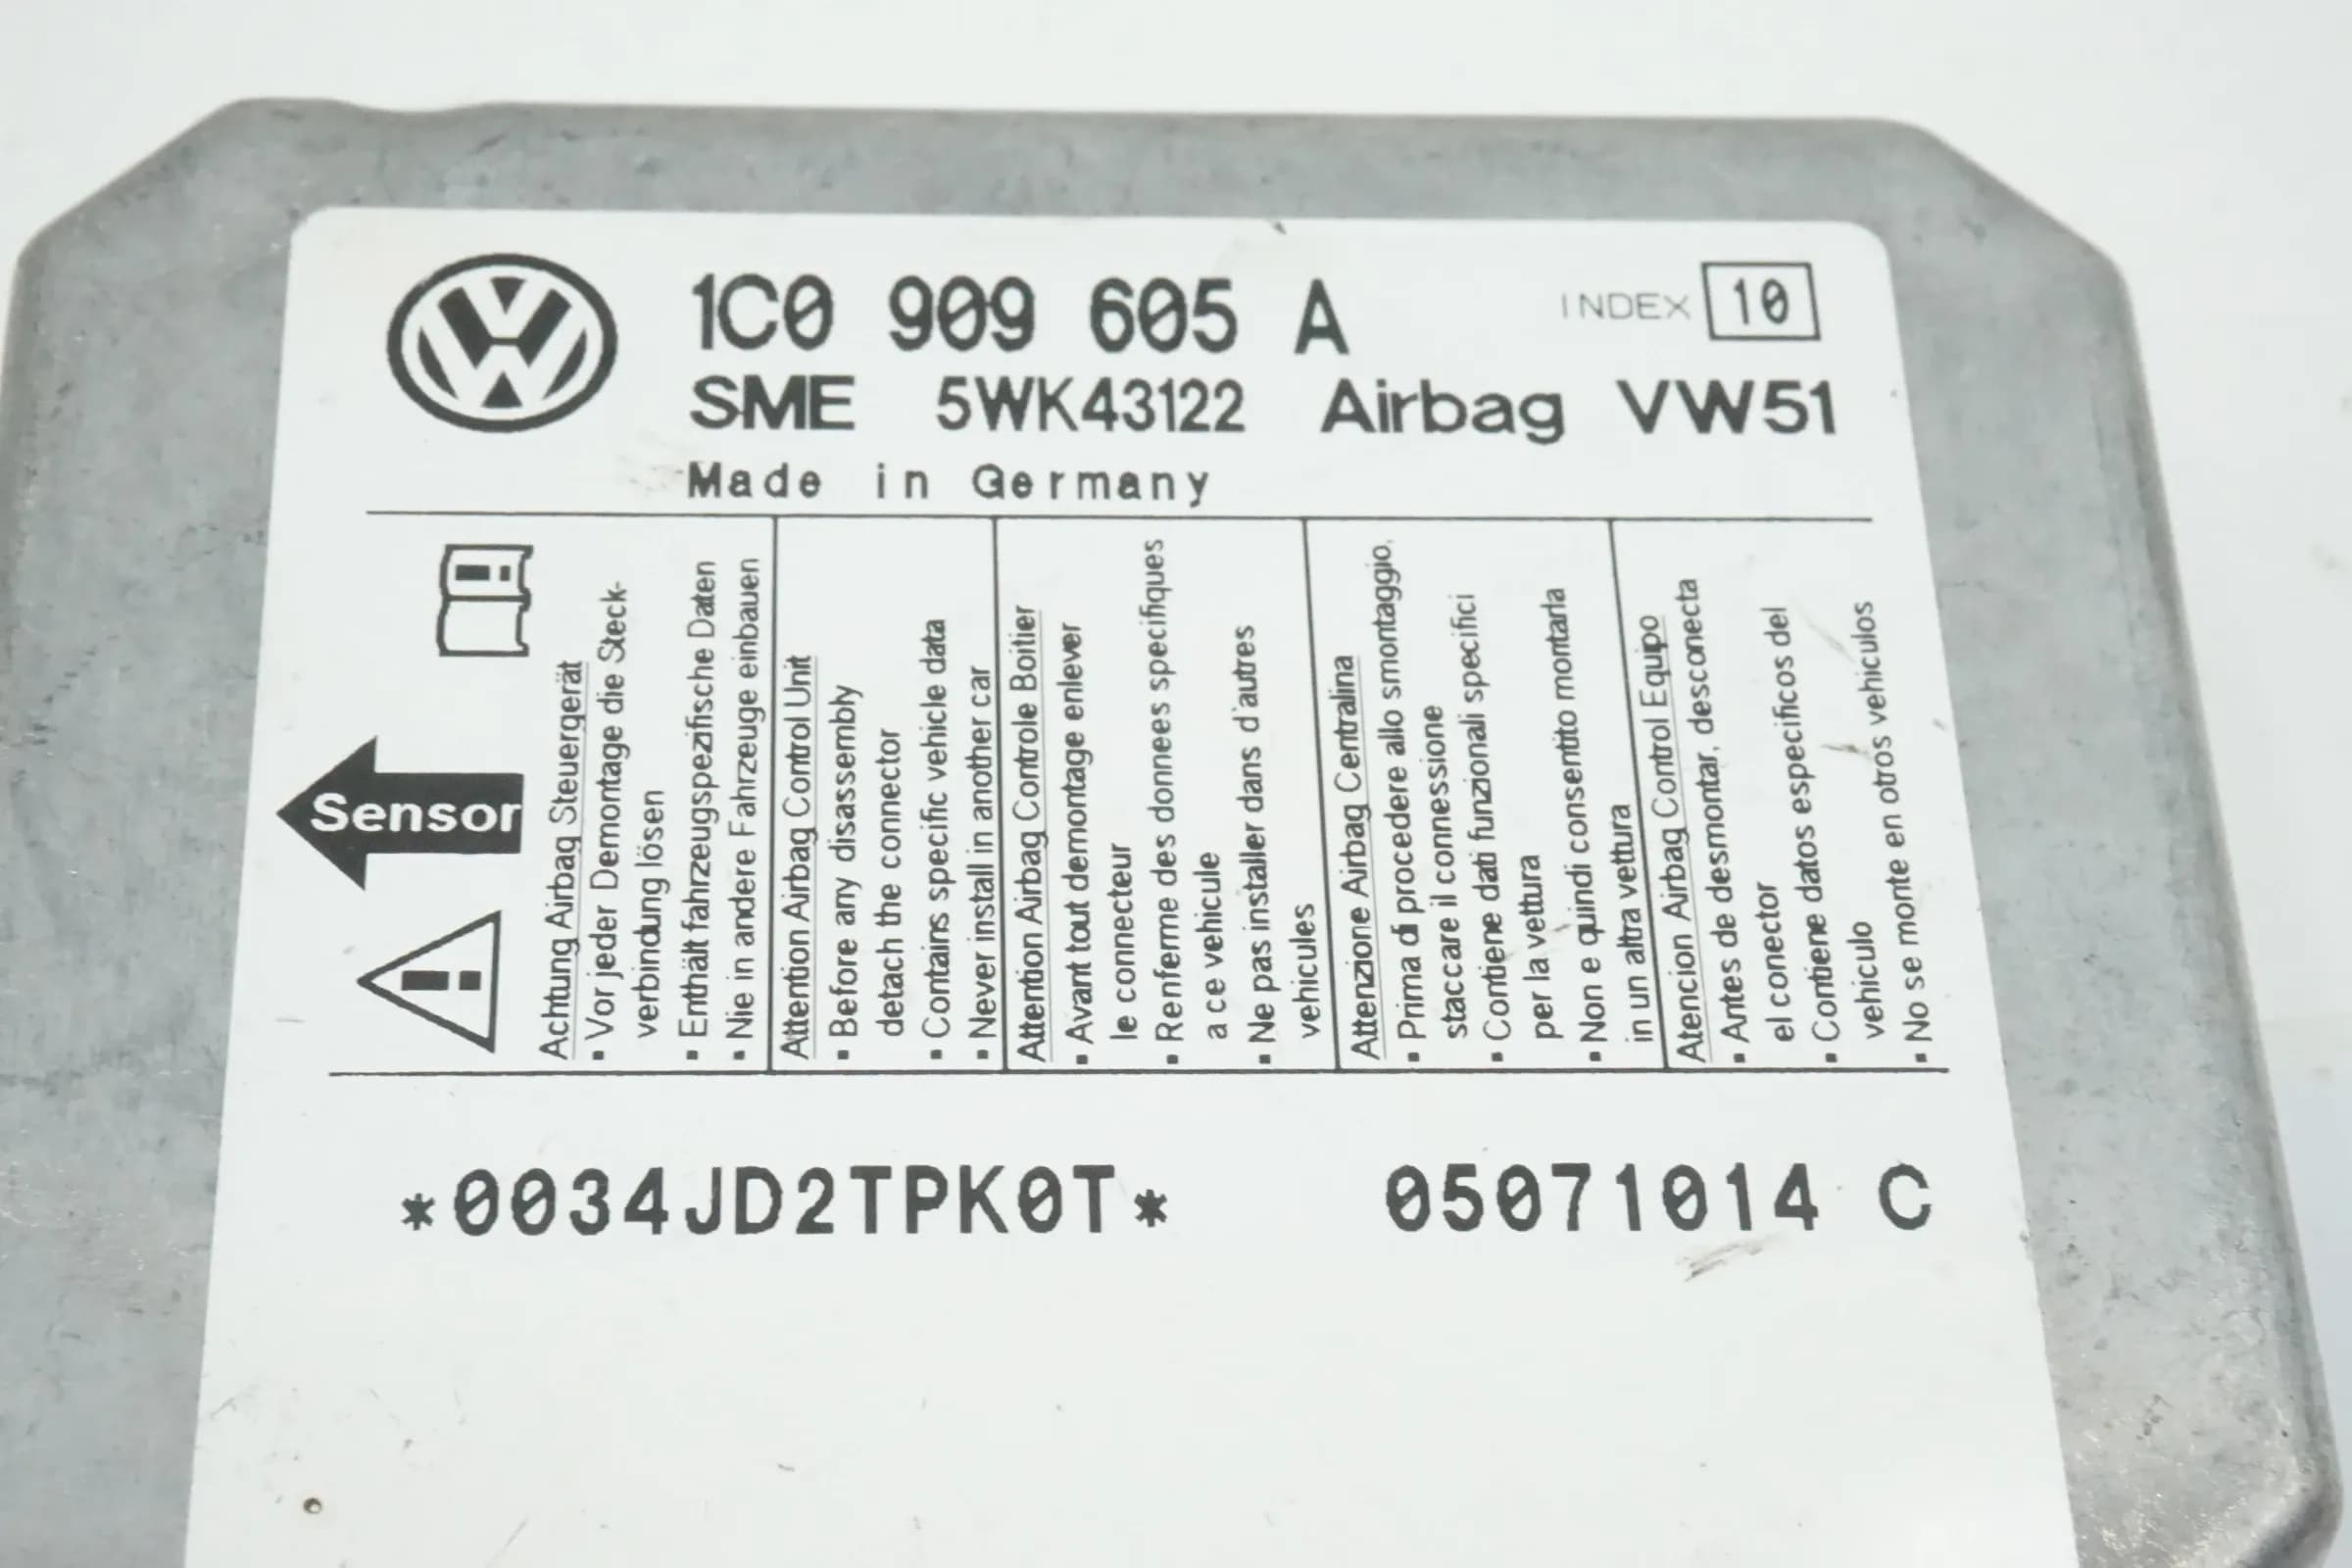 1C0 909 605 A INDEX 10
SME 5WK43122 Airbag VW51
Made in Germany
Sensor
Achtung Airbag Steuergerät
▪ Vor jeder Demontage die Steck-
verbindung lösen
▪ Enthält fahrzeugspezifische Daten
▪ Nie in andere Fahrzeuge einbauen
Attention Airbag Control Unit
▪ Before any disassembly
detach the connector
▪ Contains specific vehicle data
▪ Never install in another car
Attention Airbag Controle Boitier
▪ Avant tout demontage enlever
le connecteur
▪ Renferme des donnees specifiques
a ce vehicule
▪ Ne pas installer dans d'autres
vehicules
Attenzione Airbag Centralina
▪ Prima di procedere allo smontaggio,
staccare il connessione
▪ Contiene dati funzionali specifici
per la vettura
▪ Non e quindi consentito montarla
in un altra vettura
Atencion Airbag Control Equipo
▪ Antes de desmontar, desconecta
el conector
▪ Contiene datos especificos del
vehiculo
▪ No se monte en otros vehiculos
*0034JD2TPK0T* 05071014 C